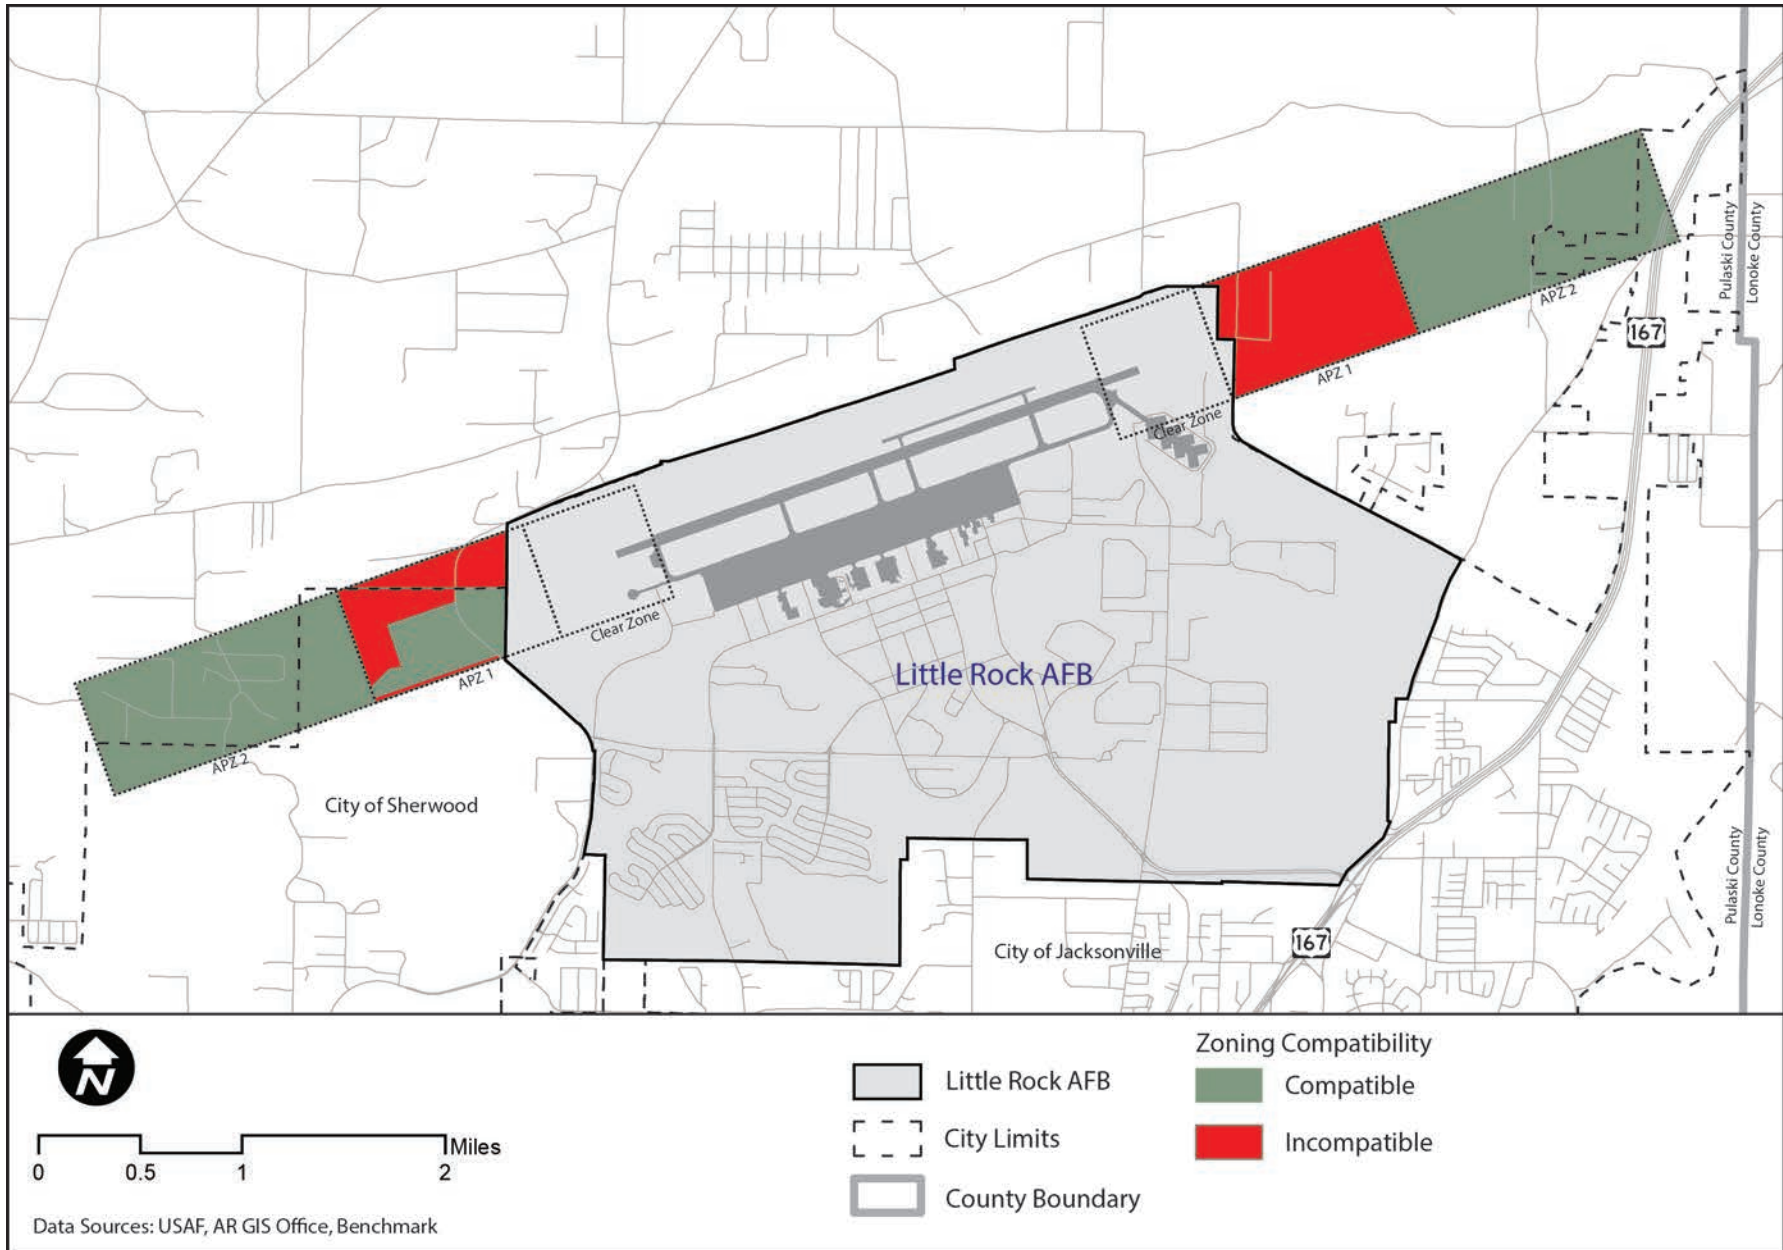 Pulaski County
Lonoke County
APZ 2
167
APZ 1
Clear Zone
Clear Zone
Little Rock AFB
APZ 1
APZ 2
City of Sherwood
Pulaski County
Lonoke County
167
City of Jacksonville
N
Miles
0 0.5 1 2
Data Sources: USAF, AR GIS Office, Benchmark
Little Rock AFB
City Limits
County Boundary
Zoning Compatibility
Compatible
Incompatible